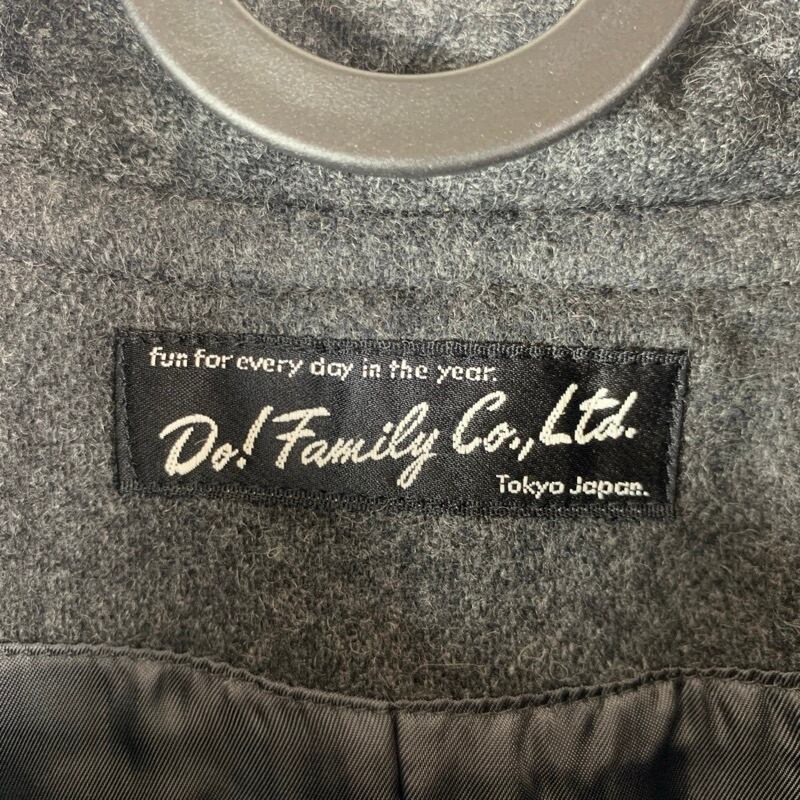 fun for every day in the year.
Do! Family Co., Ltd.
Tokyo Japan.